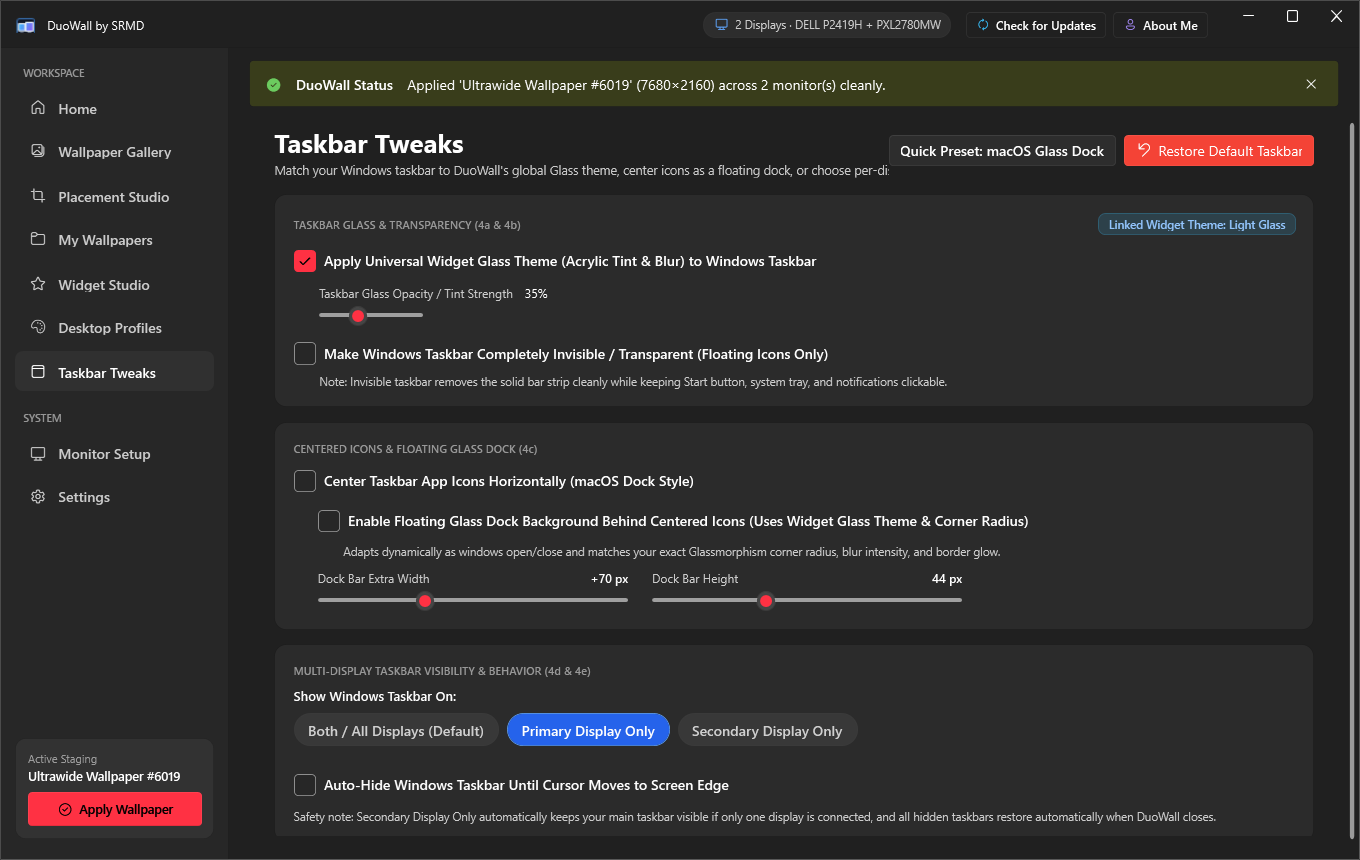 DuoWall by SRMD
2 Displays · DELL P2419H + PXL2780MW
Check for Updates
About Me
WORKSPACE
Home
Wallpaper Gallery
Placement Studio
My Wallpapers
Widget Studio
Desktop Profiles
Taskbar Tweaks
SYSTEM
Monitor Setup
Settings
Active Staging
Ultrawide Wallpaper #6019
Apply Wallpaper
DuoWall Status Applied 'Ultrawide Wallpaper #6019' (7680×2160) across 2 monitor(s) cleanly.
Taskbar Tweaks
Match your Windows taskbar to DuoWall's global Glass theme, center icons as a floating dock, or choose per-di
Quick Preset: macOS Glass Dock
Restore Default Taskbar
TASKBAR GLASS & TRANSPARENCY (4a & 4b)
Linked Widget Theme: Light Glass
Apply Universal Widget Glass Theme (Acrylic Tint & Blur) to Windows Taskbar
Taskbar Glass Opacity / Tint Strength 35%
Make Windows Taskbar Completely Invisible / Transparent (Floating Icons Only)
Note: Invisible taskbar removes the solid bar strip cleanly while keeping Start button, system tray, and notifications clickable.
CENTERED ICONS & FLOATING GLASS DOCK (4c)
Center Taskbar App Icons Horizontally (macOS Dock Style)
Enable Floating Glass Dock Background Behind Centered Icons (Uses Widget Glass Theme & Corner Radius)
Adapts dynamically as windows open/close and matches your exact Glassmorphism corner radius, blur intensity, and border glow.
Dock Bar Extra Width +70 px
Dock Bar Height 44 px
MULTI-DISPLAY TASKBAR VISIBILITY & BEHAVIOR (4d & 4e)
Show Windows Taskbar On:
Both / All Displays (Default)
Primary Display Only
Secondary Display Only
Auto-Hide Windows Taskbar Until Cursor Moves to Screen Edge
Safety note: Secondary Display Only automatically keeps your main taskbar visible if only one display is connected, and all hidden taskbars restore automatically when DuoWall closes.